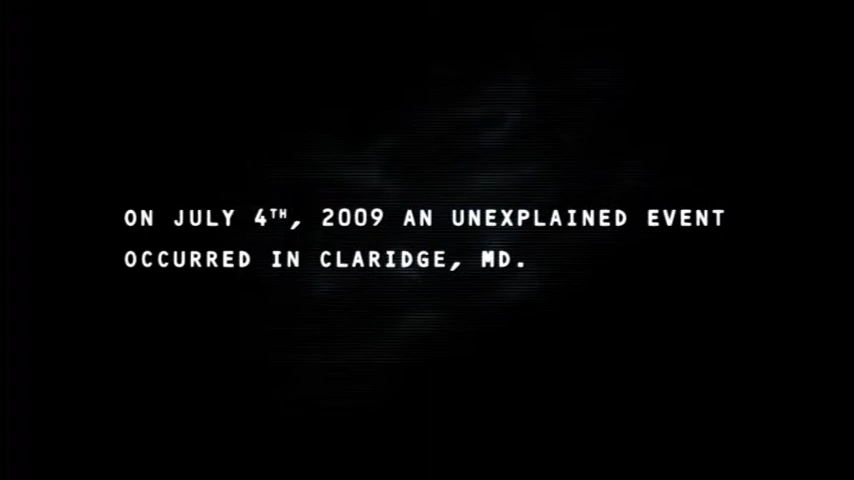 ON JULY 4TH, 2009 AN UNEXPLAINED EVENT
OCCURRED IN CLARIDGE, MD.